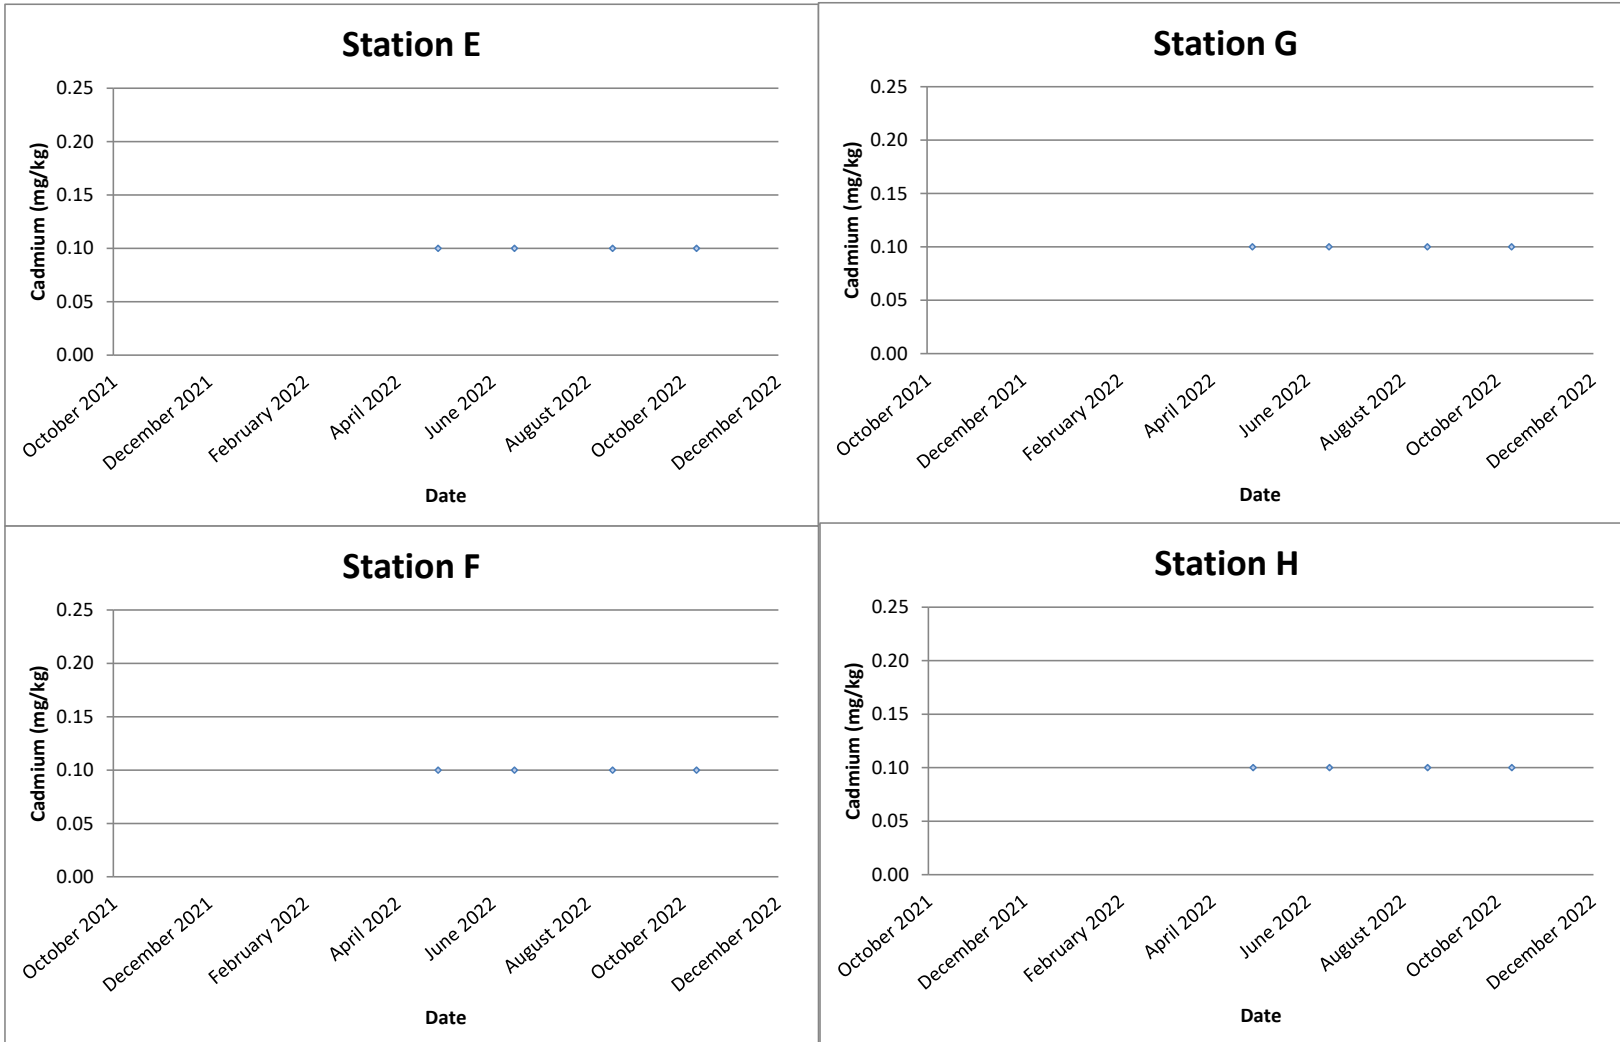 Station E
Cadmium (mg/kg)
0.25
0.20
0.15
0.10
0.05
0.00
October 2021
December 2021
February 2022
April 2022
June 2022
August 2022
October 2022
December 2022
Date
Station G
Cadmium (mg/kg)
0.25
0.20
0.15
0.10
0.05
0.00
October 2021
December 2021
February 2022
April 2022
June 2022
August 2022
October 2022
December 2022
Date
Station F
Cadmium (mg/kg)
0.25
0.20
0.15
0.10
0.05
0.00
October 2021
December 2021
February 2022
April 2022
June 2022
August 2022
October 2022
December 2022
Date
Station H
Cadmium (mg/kg)
0.25
0.20
0.15
0.10
0.05
0.00
October 2021
December 2021
February 2022
April 2022
June 2022
August 2022
October 2022
December 2022
Date